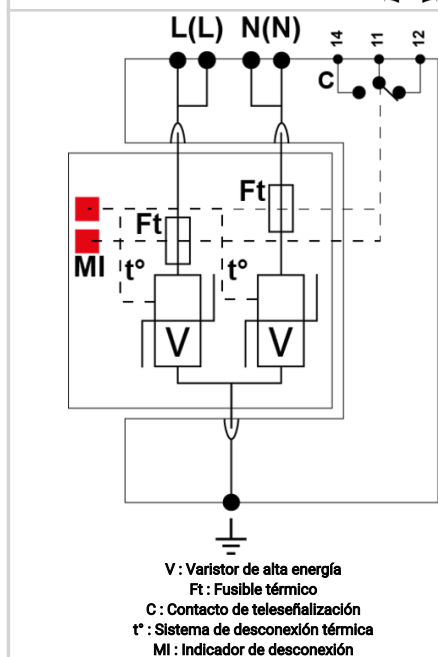 L(L) N(N)
14
11
12
C
Ft
Ft
MI
t°
t°
V
V
V : Varistor de alta energía
Ft : Fusible térmico
C : Contacto de teleseñalización
t° : Sistema de desconexión térmica
MI : Indicador de desconexión